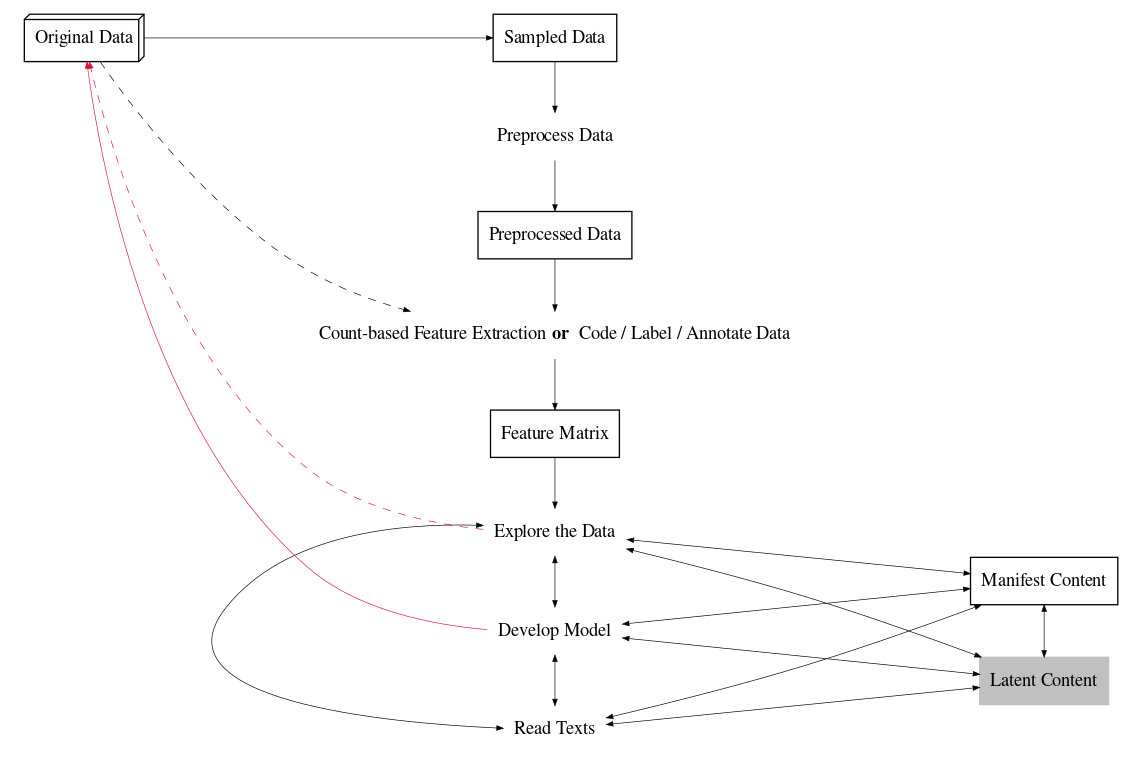 Original Data
Sampled Data
Preprocess Data
Preprocessed Data
Count-based Feature Extraction or Code / Label / Annotate Data
Feature Matrix
Explore the Data
Manifest Content
Develop Model
Latent Content
Read Texts